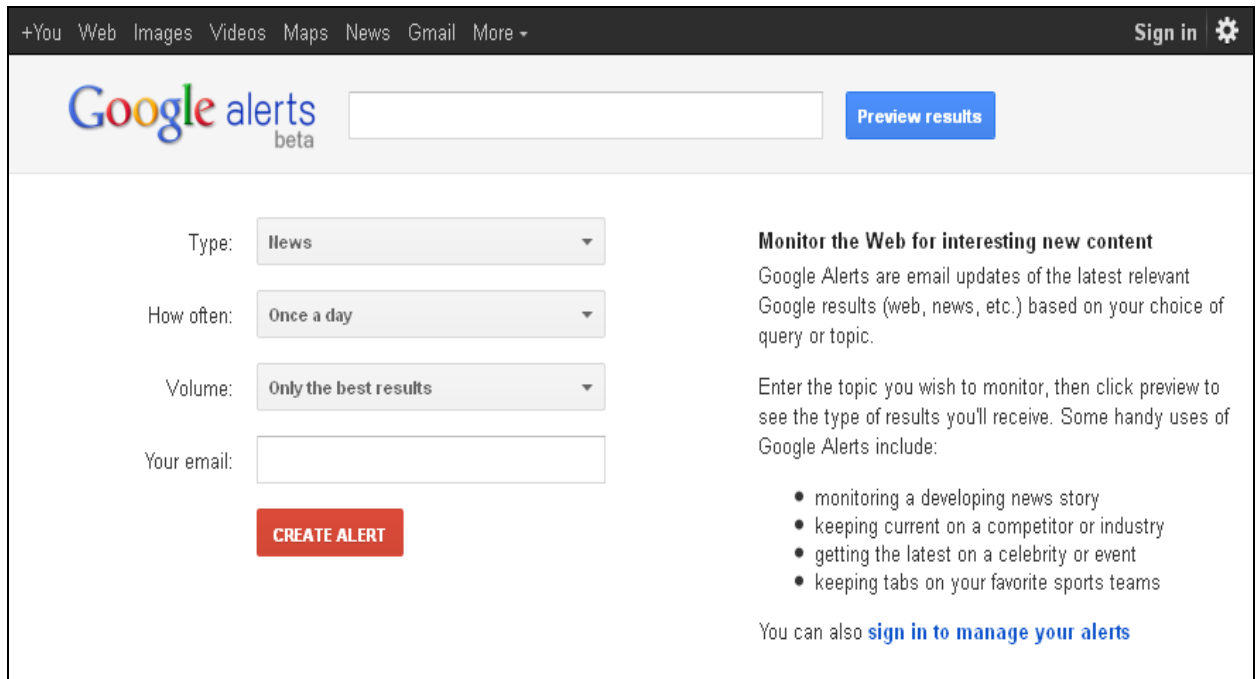 +You Web Images Videos Maps News Gmail More
Sign in
Google alerts
beta
Preview results
Type:
News
How often:
Once a day
Volume:
Only the best results
Your email:
CREATE ALERT
Monitor the Web for interesting new content
Google Alerts are email updates of the latest relevant
Google results (web, news, etc.) based on your choice of
query or topic.
Enter the topic you wish to monitor, then click preview to
see the type of results you'll receive. Some handy uses of
Google Alerts include:
• monitoring a developing news story
• keeping current on a competitor or industry
• getting the latest on a celebrity or event
• keeping tabs on your favorite sports teams
You can also sign in to manage your alerts